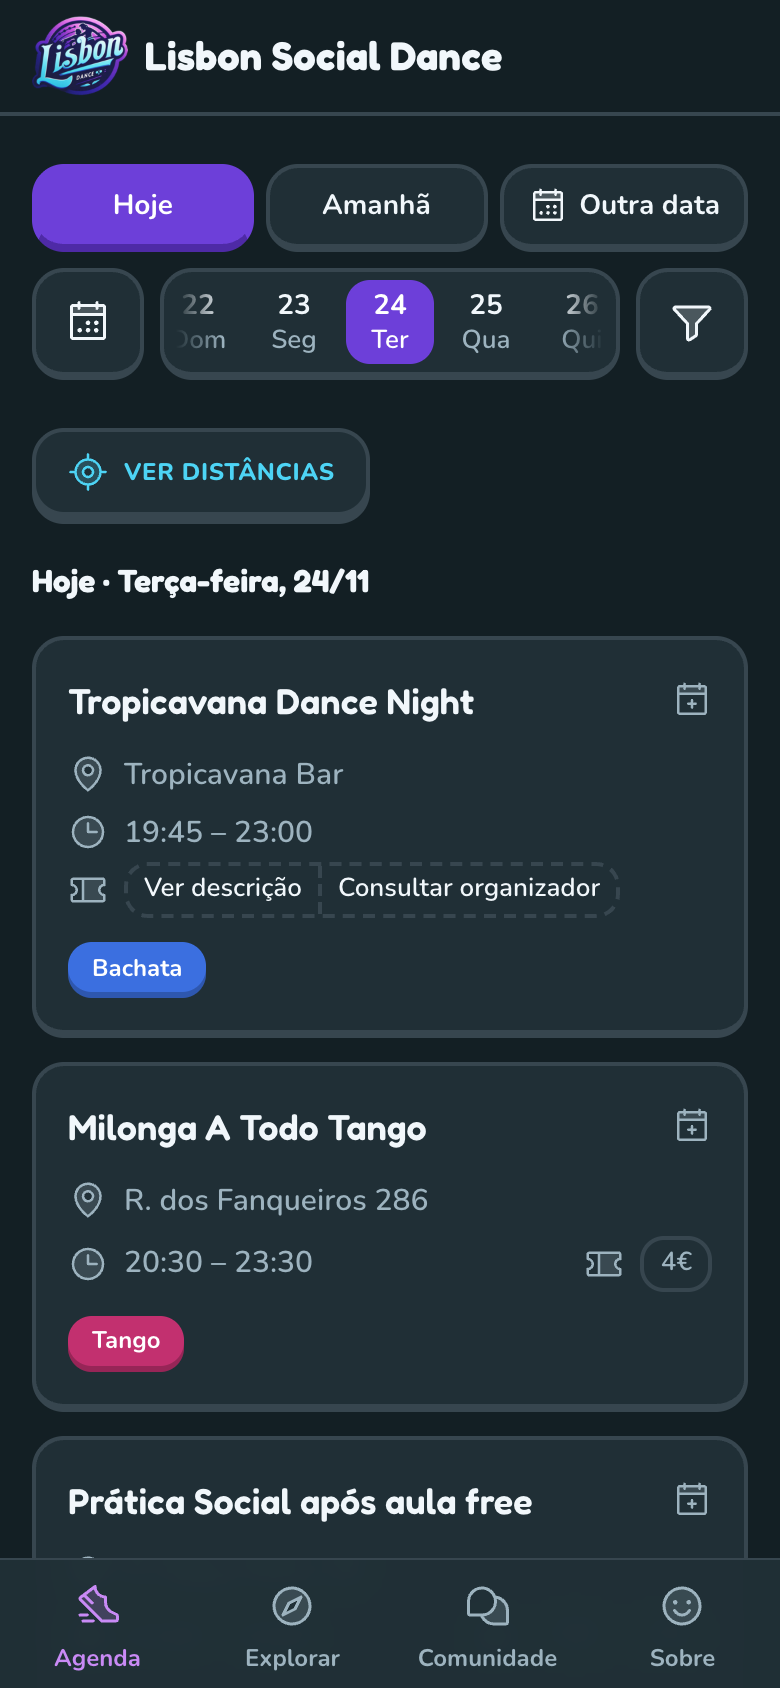 Lisbon
DANCE
Lisbon Social Dance
Hoje
Amanhã
Outra data
22
23
24
25
26
Dom
Seg
Ter
Qua
Qui
VER DISTÂNCIAS
Hoje · Terça-feira, 24/11
Tropicavana Dance Night
Tropicavana Bar
19:45 – 23:00
Ver descrição
Consultar organizador
Bachata
Milonga A Todo Tango
R. dos Fanqueiros 286
20:30 – 23:30
4€
Tango
Prática Social após aula free
Agenda
Explorar
Comunidade
Sobre